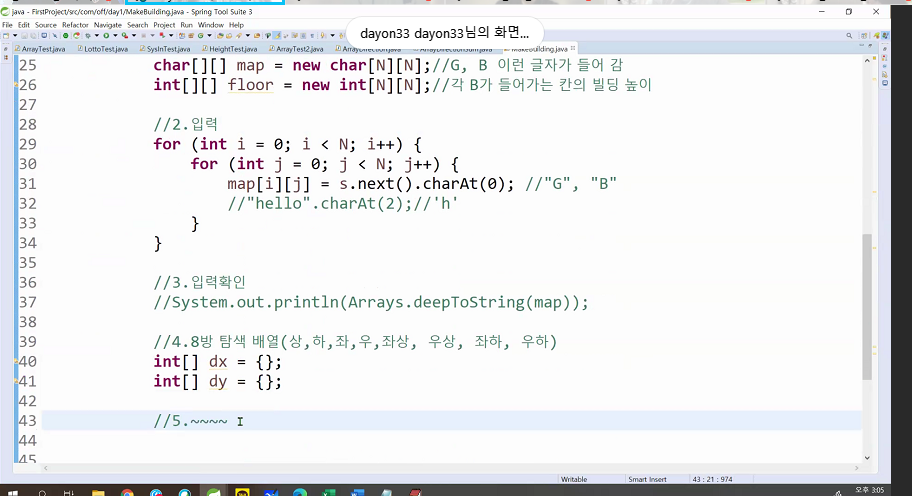 java - FirstProject/src/com/oft/day1/MakeBuilding.java - Spring Tool Suite 3
dayon33 dayon33님의 화면...
File Edit Source Refactor Navigate Search Project Run Window Help
ArrayTest.java LottoTest.java SysInTest.java HeightTest.java ArrayTest2.java MakeBuilding.java
25 char[][] map = new char[N][N];//G, B 이런 글자가 들어 감
26 int[][] floor = new int[N][N];//각 B가 들어가는 칸의 빌딩 높이
27
28 //2.입력
29 for (int i = 0; i < N; i++) {
30 for (int j = 0; j < N; j++) {
31 map[i][j] = s.next().charAt(0); //"G", "B"
32 //"hello".charAt(2);//'h'
33 }
34 }
35
36 //3.입력확인
37 //System.out.println(Arrays.deepToString(map));
38
39 //4.8방 탐색 배열(상,하,좌,우,좌상, 우상, 좌하, 우하)
40 int[] dx = {};
41 int[] dy = {};
42
43 //5.~~~~
44
45
Writable Smart Insert 43 : 21 : 974
오후 3:05